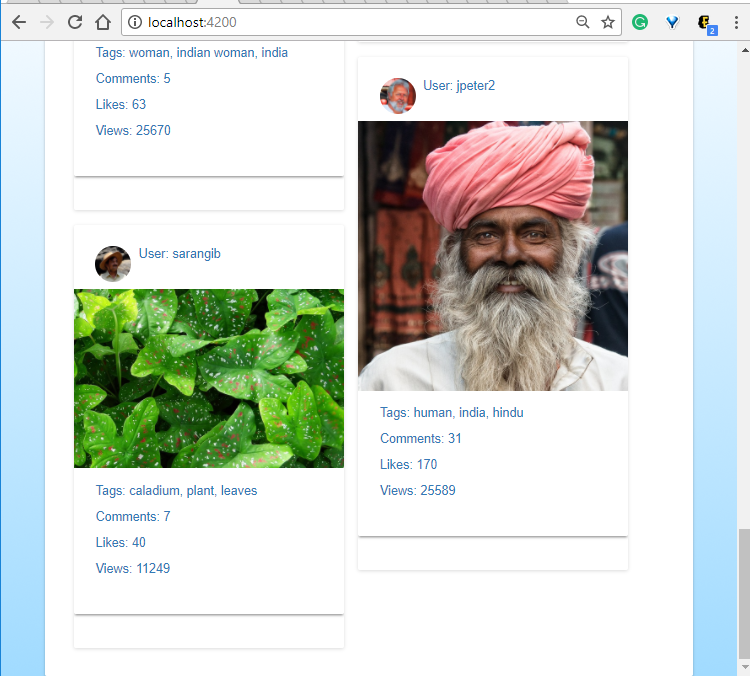 localhost:4200
2
Tags: woman, indian woman, india
Comments: 5
Likes: 63
Views: 25670
User: sarangib
Tags: caladium, plant, leaves
Comments: 7
Likes: 40
Views: 11249
User: jpeter2
Tags: human, india, hindu
Comments: 31
Likes: 170
Views: 25589